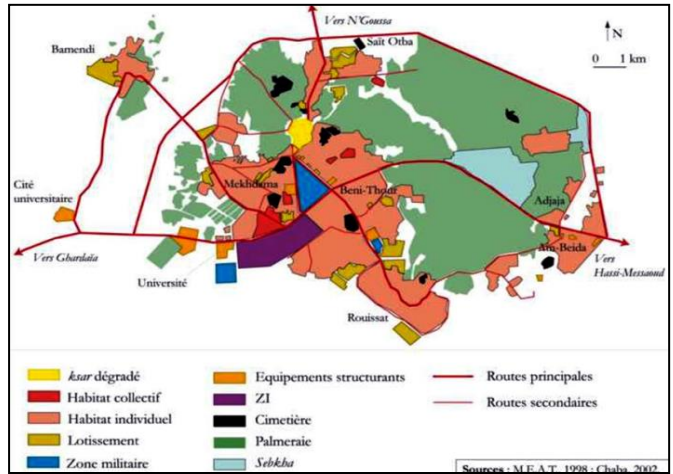 Vers N'Goussa
N
Bamendi
Saït Otba
0 1 km
Mekhdama
Beni-Thour
Cité
universitaire
Adjaja
Aïn-Beida
Vers Ghardaïa
Université
Vers
Hassi-Messaoud
Rouissat
ksar dégradé
Habitat collectif
Habitat individuel
Lotissement
Zone militaire
Equipements structurants
ZI
Cimetière
Palmeraie
Sebkha
Routes principales
Routes secondaires
Sources : M.E.A.T. 1998 ; Chaba, 2002.